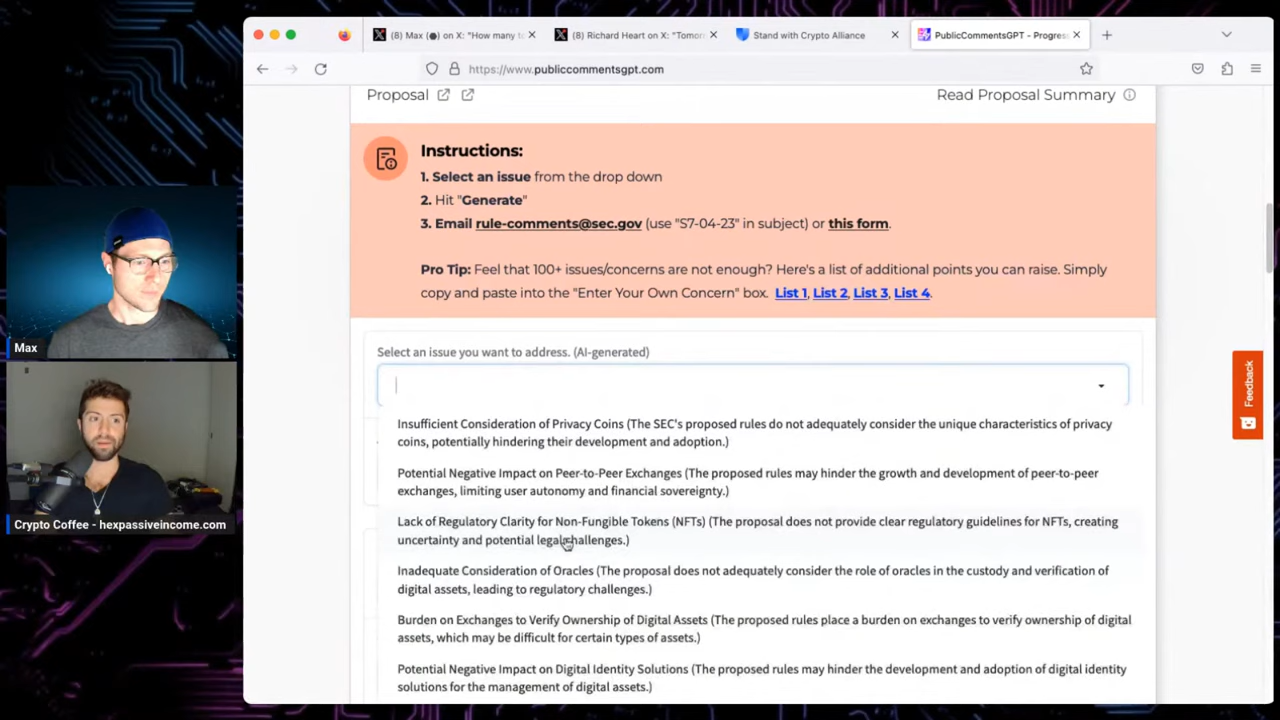 (8) Max (⬣) on X: "How many to
(8) Richard Heart on X: "Tomorr
Stand with Crypto Alliance
PublicCommentsGPT - Progres
https://www.publiccommentsgpt.com
Proposal
Read Proposal Summary
Instructions:
1. Select an issue from the drop down
2. Hit "Generate"
3. Email rule-comments@sec.gov (use "S7-04-23" in subject) or this form.
Pro Tip: Feel that 100+ issues/concerns are not enough? Here's a list of additional points you can raise. Simply
copy and paste into the "Enter Your Own Concern" box. List 1, List 2, List 3, List 4.
Select an issue you want to address. (AI-generated)
Insufficient Consideration of Privacy Coins (The SEC's proposed rules do not adequately consider the unique characteristics of privacy
coins, potentially hindering their development and adoption.)
Potential Negative Impact on Peer-to-Peer Exchanges (The proposed rules may hinder the growth and development of peer-to-peer
exchanges, limiting user autonomy and financial sovereignty.)
Lack of Regulatory Clarity for Non-Fungible Tokens (NFTs) (The proposal does not provide clear regulatory guidelines for NFTs, creating
uncertainty and potential legal challenges.)
Inadequate Consideration of Oracles (The proposal does not adequately consider the role of oracles in the custody and verification of
digital assets, leading to regulatory challenges.)
Burden on Exchanges to Verify Ownership of Digital Assets (The proposed rules place a burden on exchanges to verify ownership of digital
assets, which may be difficult for certain types of assets.)
Potential Negative Impact on Digital Identity Solutions (The proposed rules may hinder the development and adoption of digital identity
solutions for the management of digital assets.)
Feedback
Max
Crypto Coffee - hexpassiveincome.com